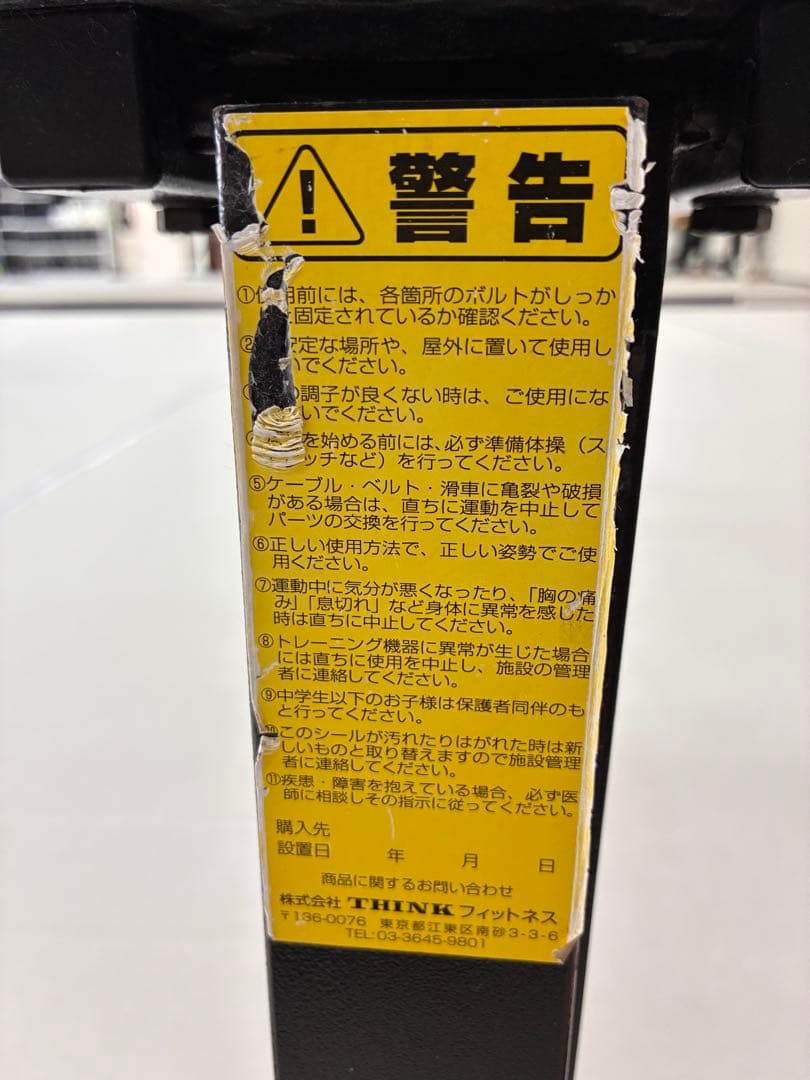 警告
①使用前には、各箇所のボルトがしっか
に固定されているか確認ください。
②安定な場所や、屋外に置いて使用し
いでください。
の調子が良くない時は、ご使用にな
いでください。
④を始める前には、必ず準備体操（ス
ッチなど）を行ってください。
⑤ケーブル・ベルト・滑車に亀裂や破損
がある場合は、直ちに運動を中止して
パーツの交換を行ってください。
⑥正しい使用方法で、正しい姿勢でご使
用ください。
⑦運動中に気分が悪くなったり、「胸の痛
み」「息切れ」など身体に異常を感じた
時は直ちに中止してください。
⑧トレーニング機器に異常が生じた場合
には直ちに使用を中止し、施設の管理
者に連絡してください。
⑨中学生以下のお子様は保護者同伴のも
と行ってください。
⑩このシールが汚れたりはがれた時は新
しいものと取り替えますので施設管理
者に連絡してください。
⑪疾患・障害を抱えている場合、必ず医
師に相談しその指示に従ってください。
購入先
設置日 年 月 日
商品に関するお問い合わせ
株式会社 THINK フィットネス
〒136-0076 東京都江東区南砂3-3-6
TEL:03-3645-9801